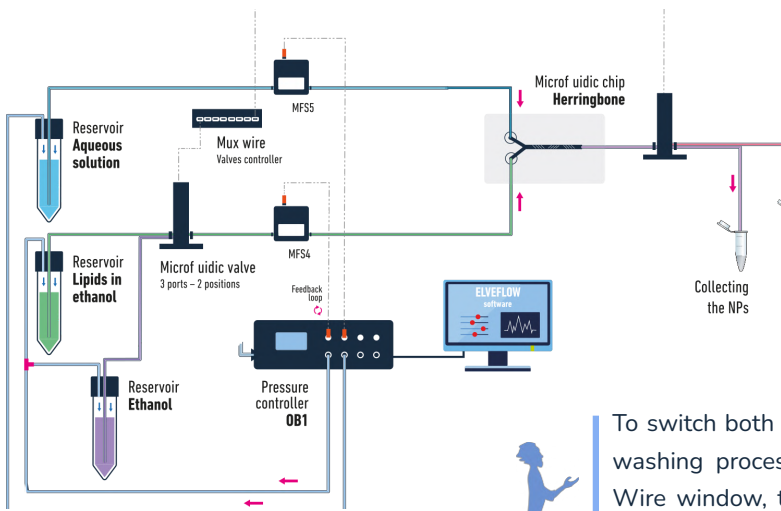 MFS5
Reservoir
Aqueous
solution
Mux wire
Valves controller
Microf uidic chip
Herringbone
Reservoir
Lipids in
ethanol
Microf uidic valve
3 ports – 2 positions
MFS4
Feedback
loop
ELVEFLOW
software
Collecting
the NPs
Reservoir
Ethanol
Pressure
controller
OB1
To switch both
washing proces
Wire window, t